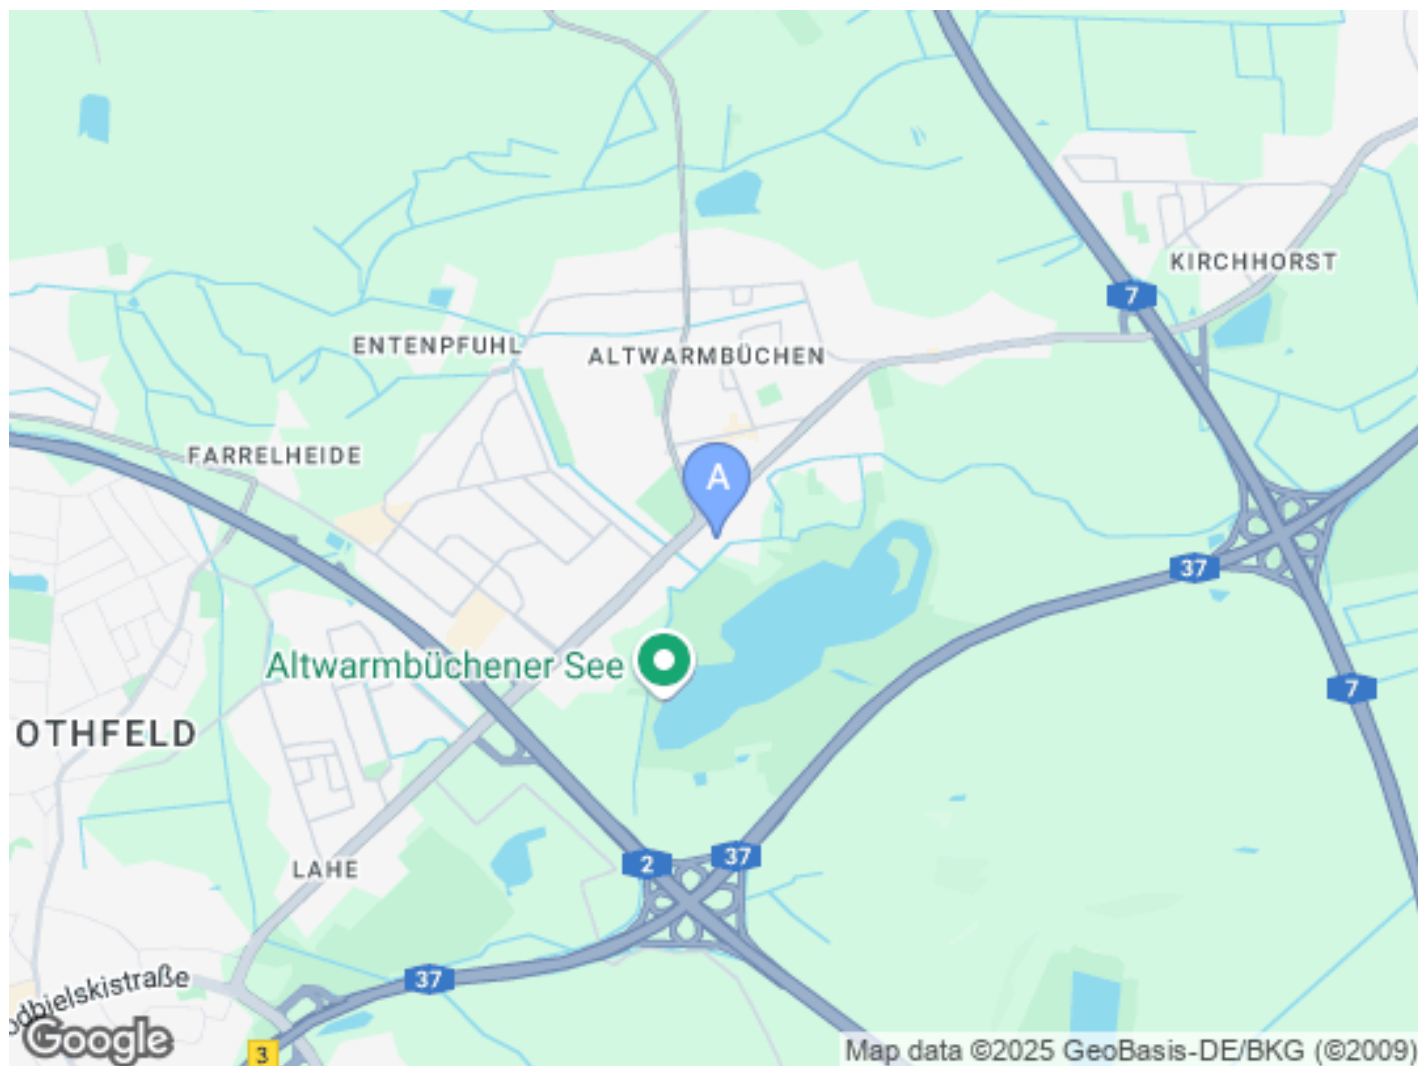 7
KIRCHHORST
ENTENPFUHL
ALTWARMBÜCHEN
FARRELHEIDE
A
37
Altwarmbüchener See
7
OTHFELD
2
37
LAHE
37
odbielskistraße
Google
3
Map data ©2025 GeoBasis-DE/BKG (©2009)